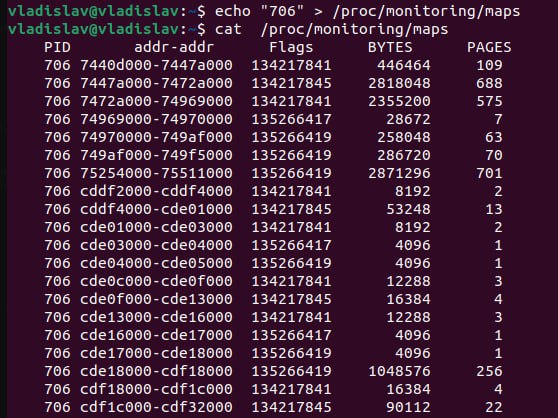 vladislav@vladislav:~$ echo "706" > /proc/monitoring/maps
vladislav@vladislav:~$ cat  /proc/monitoring/maps
PID addr-addr Flags BYTES PAGES
706 7440d000-7447a000 134217841 446464 109
706 7447a000-7472a000 134217845 2818048 688
706 7472a000-74969000 134217841 2355200 575
706 74969000-74970000 135266417 28672 7
706 74970000-749af000 135266419 258048 63
706 749af000-749f5000 135266419 286720 70
706 75254000-75511000 135266419 2871296 701
706 cddf2000-cddf4000 134217841 8192 2
706 cddf4000-cde01000 134217845 53248 13
706 cde01000-cde03000 134217841 8192 2
706 cde03000-cde04000 135266417 4096 1
706 cde04000-cde05000 135266419 4096 1
706 cde0c000-cde0f000 134217841 12288 3
706 cde0f000-cde13000 134217845 16384 4
706 cde13000-cde16000 134217841 12288 3
706 cde16000-cde17000 135266417 4096 1
706 cde17000-cde18000 135266419 4096 1
706 cde18000-cdf18000 135266419 1048576 256
706 cdf18000-cdf1c000 134217841 16384 4
706 cdf1c000-cdf32000 134217845 90112 22